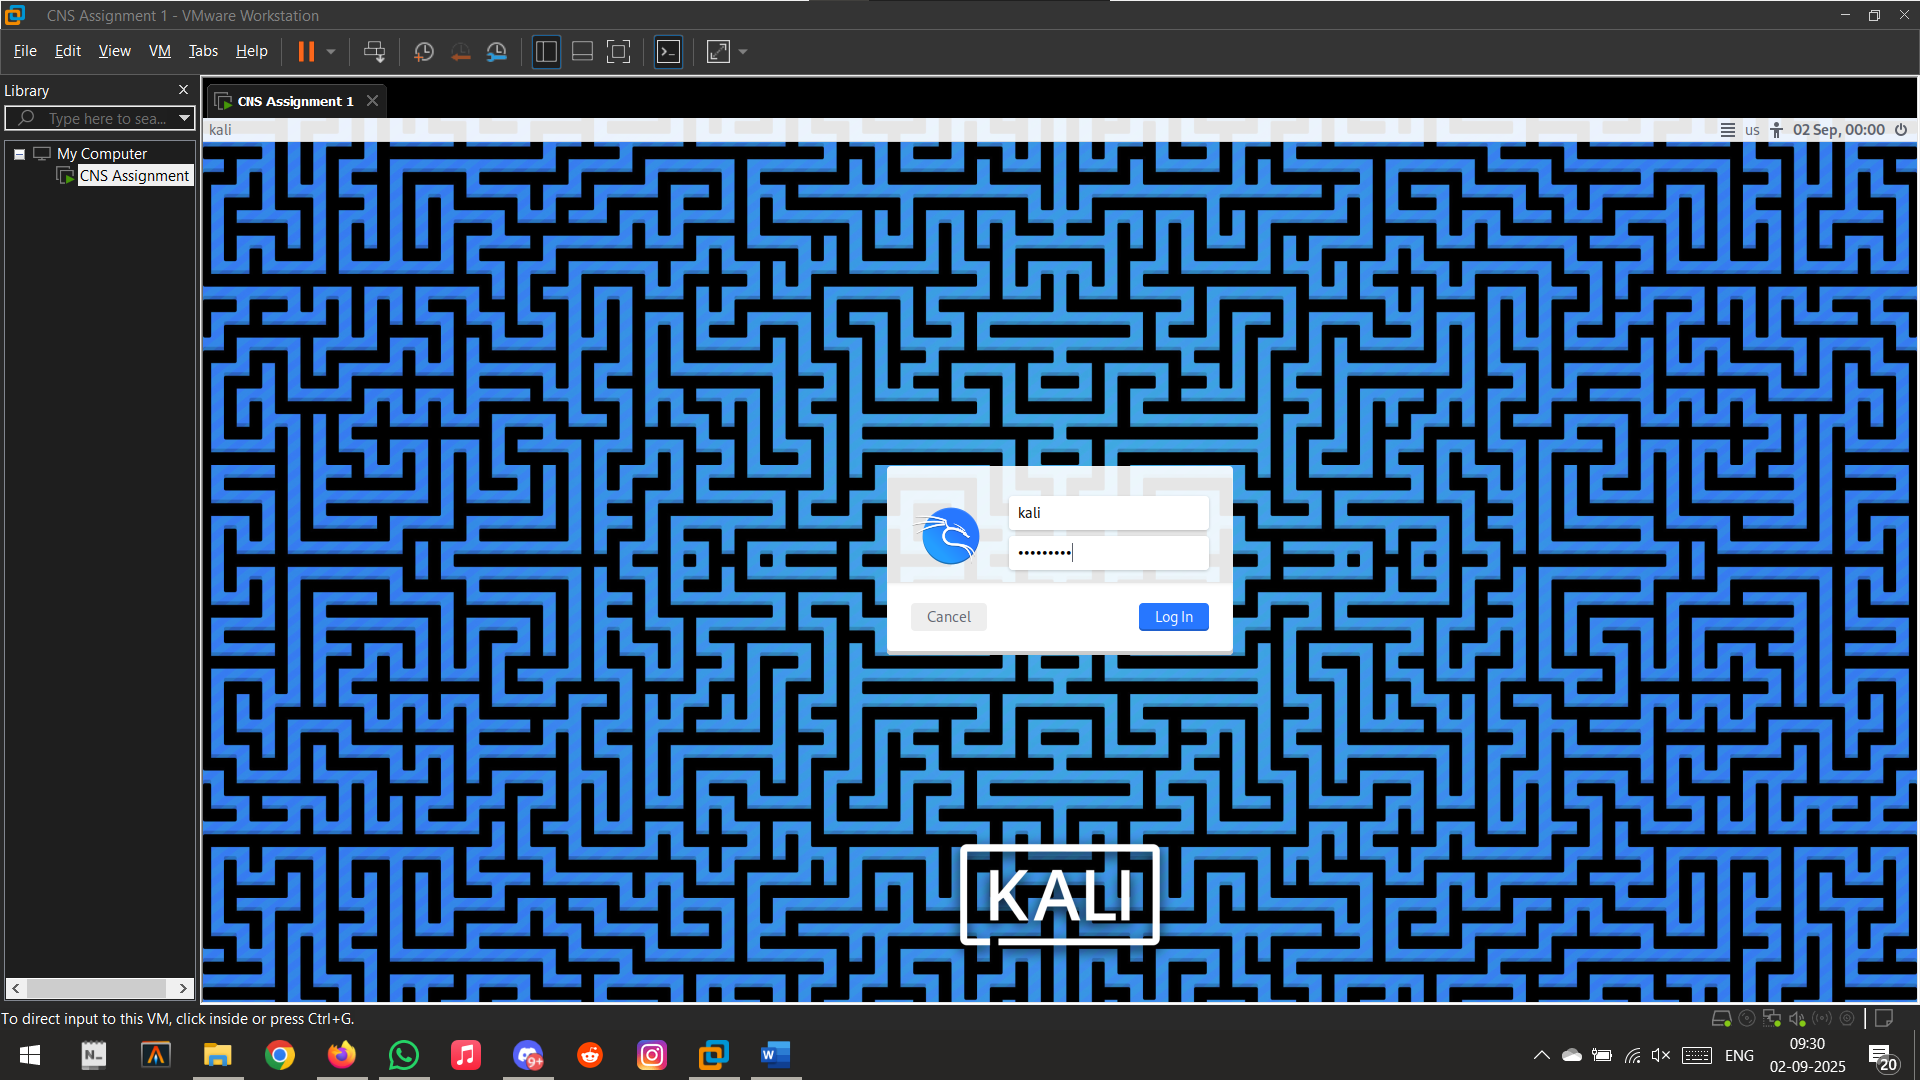 CNS Assignment 1 - VMware Workstation
File Edit View VM Tabs Help
Library
CNS Assignment 1
Type here to sea...
kali
us 02 Sep, 00:00
My Computer
CNS Assignment
kali
•••••••••
Cancel
Log In
KALI
To direct input to this VM, click inside or press Ctrl+G.
N_
9+
W
ENG
09:30
02-09-2025
20